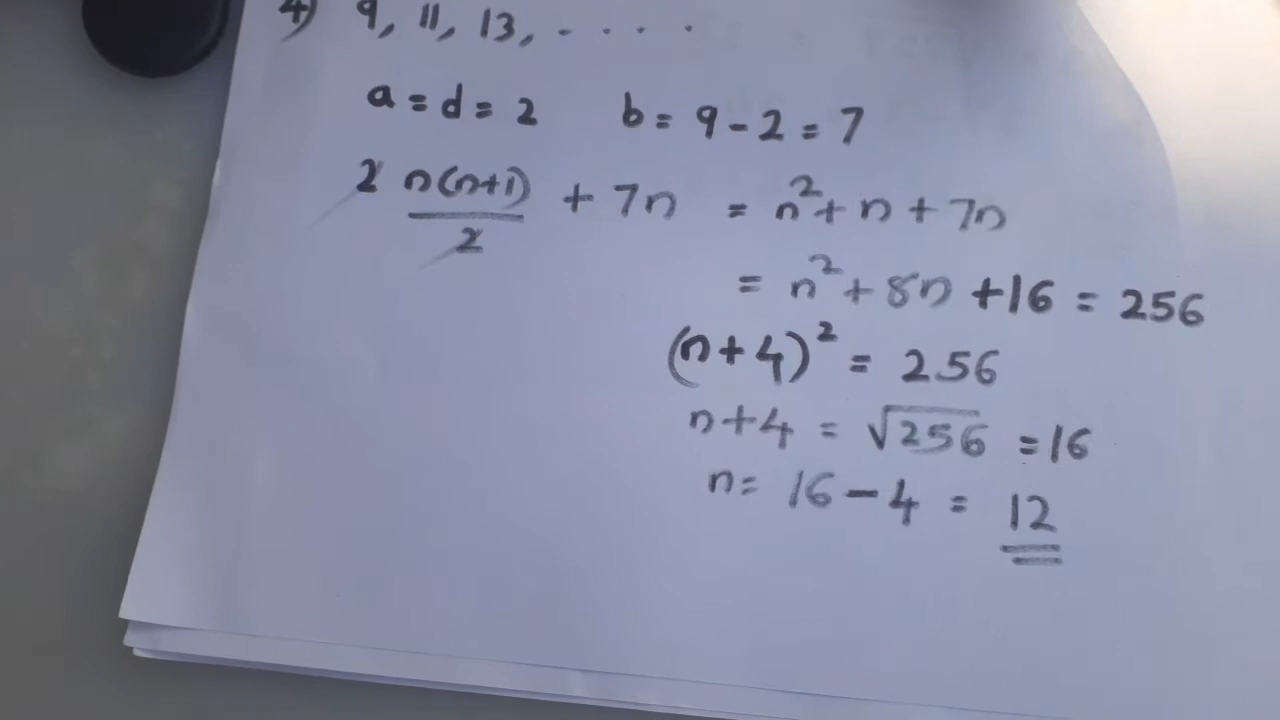 4) 9, 11, 13, . . . .
a = d = 2 b = 9 - 2 = 7
2 n(n+1)/2 + 7n = n² + n + 7n
= n² + 8n + 16 = 256
(n+4)² = 256
n+4 = √256 = 16
n = 16 - 4 = 12